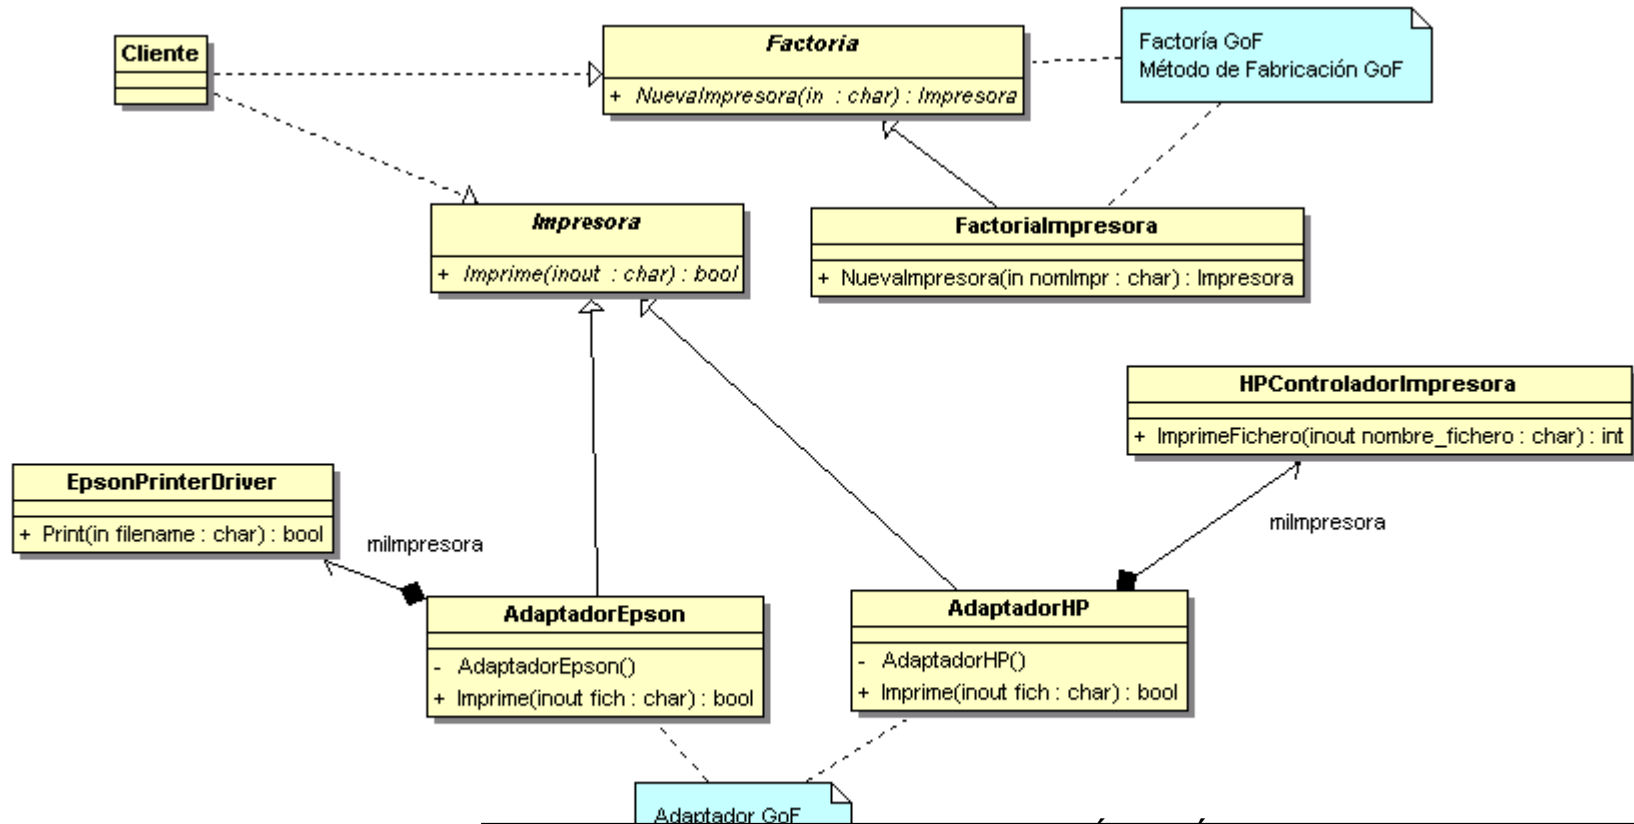 Cliente
Factoria
+ NuevaImpresora(in : char) : Impresora
Factoría GoF
Método de Fabricación GoF
Impresora
+ Imprime(inout : char) : bool
FactoriaImpresora
+ NuevaImpresora(in nomImpr : char) : Impresora
HPControladorImpresora
+ ImprimeFichero(inout nombre_fichero : char) : int
EpsonPrinterDriver
+ Print(in filename : char) : bool
miImpresora
miImpresora
AdaptadorEpson
- AdaptadorEpson()
+ Imprime(inout fich : char) : bool
AdaptadorHP
- AdaptadorHP()
+ Imprime(inout fich : char) : bool
Adaptador GoF